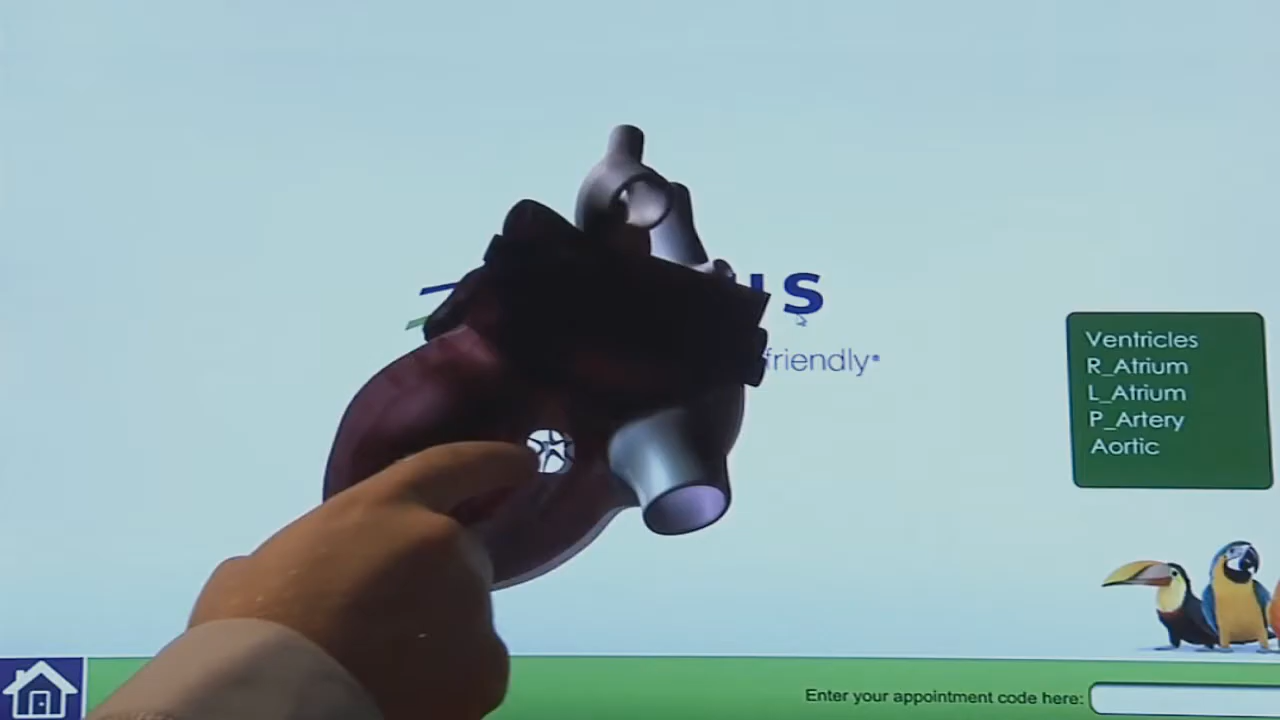 friendly®
Ventricles
R_Atrium
L_Atrium
P_Artery
Aortic
Enter your appointment code here: